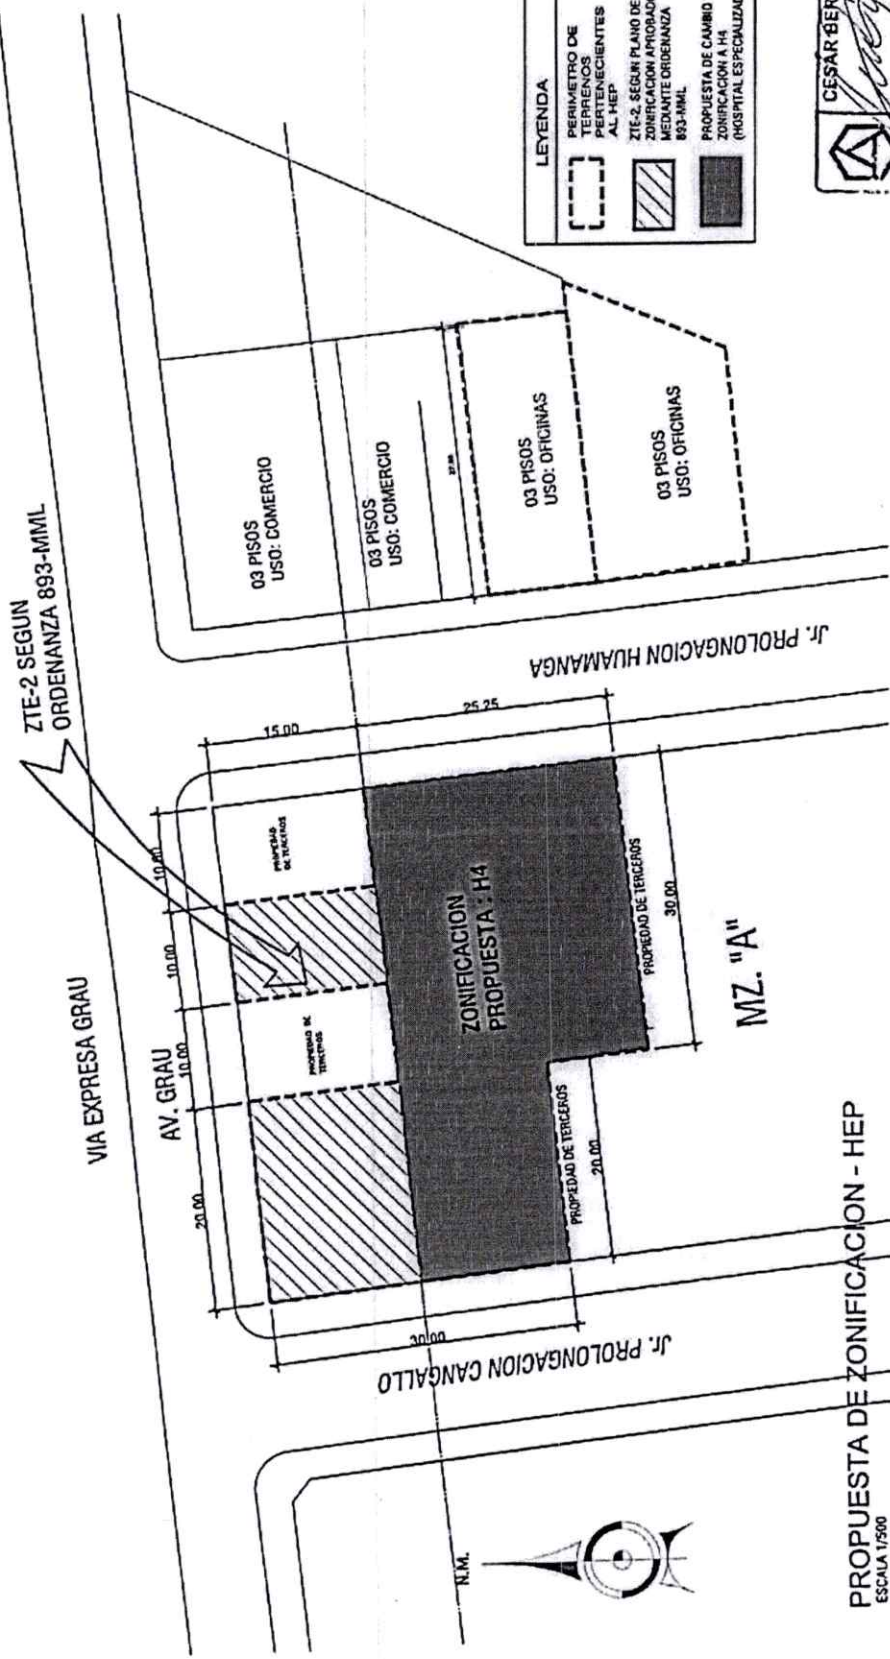 ZTE-2 SEGUN
ORDENANZA 893-MML
VIA EXPRESA GRAU
AV. GRAU
20.00
10.00
10.00
10.00
15.00
25.25
30.00
PROPIEDAD DE
TERCEROS
PROPIEDAD
DE TERCEROS
ZONIFICACION
PROPUESTA : H4
PROPIEDAD DE TERCEROS
20.00
PROPIEDAD DE TERCEROS
30.00
MZ. "A"
Jr. PROLONGACION CANGALLO
Jr. PROLONGACION HUAMANGA
03 PISOS
USO: COMERCIO
03 PISOS
USO: COMERCIO
03 PISOS
USO: OFICINAS
03 PISOS
USO: OFICINAS
LEYENDA
PERIMETRO DE
TERRENOS
PERTENECIENTES
AL HEP
ZTE-2, SEGUN PLANO DE
ZONIFICACION APROBADO
MEDIANTE ORDENANZA
893-MML
PROPUESTA DE CAMBIO
ZONIFICACION A H4
(HOSPITAL ESPECIALIZAD
CESAR BER
N.M.
PROPUESTA DE ZONIFICACION - HEP
ESCALA 1/500